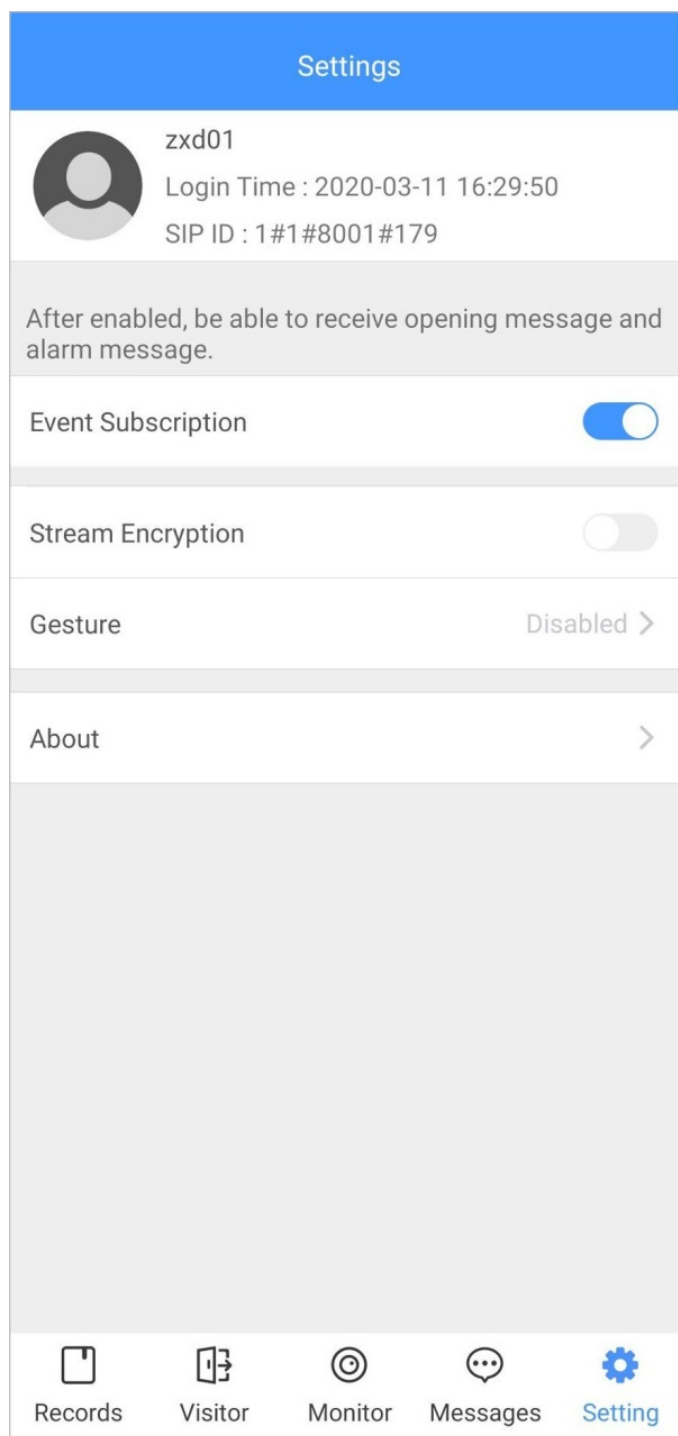 Settings
zxd01
Login Time : 2020-03-11 16:29:50
SIP ID : 1#1#8001#179
After enabled, be able to receive opening message and
alarm message.
Event Subscription
Stream Encryption
Gesture Disabled
About
Records Visitor Monitor Messages Setting